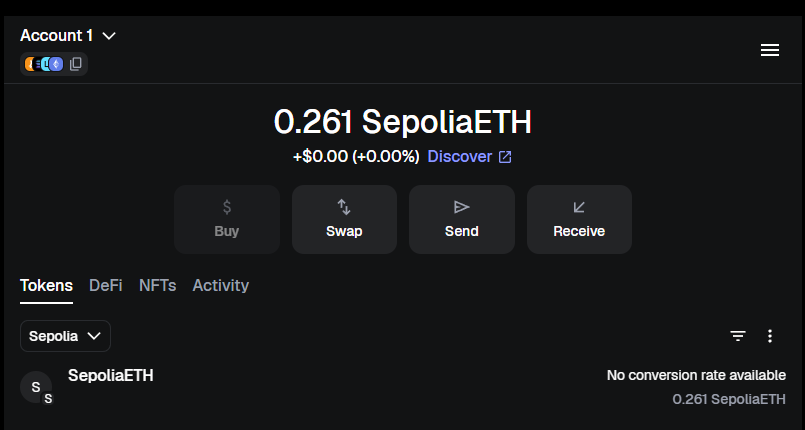 Account 1
0.261 SepoliaETH
+$0.00 (+0.00%) Discover
$
Buy Swap Send Receive
Tokens DeFi NFTs Activity
Sepolia
S SepoliaETH No conversion rate available
S 0.261 SepoliaETH